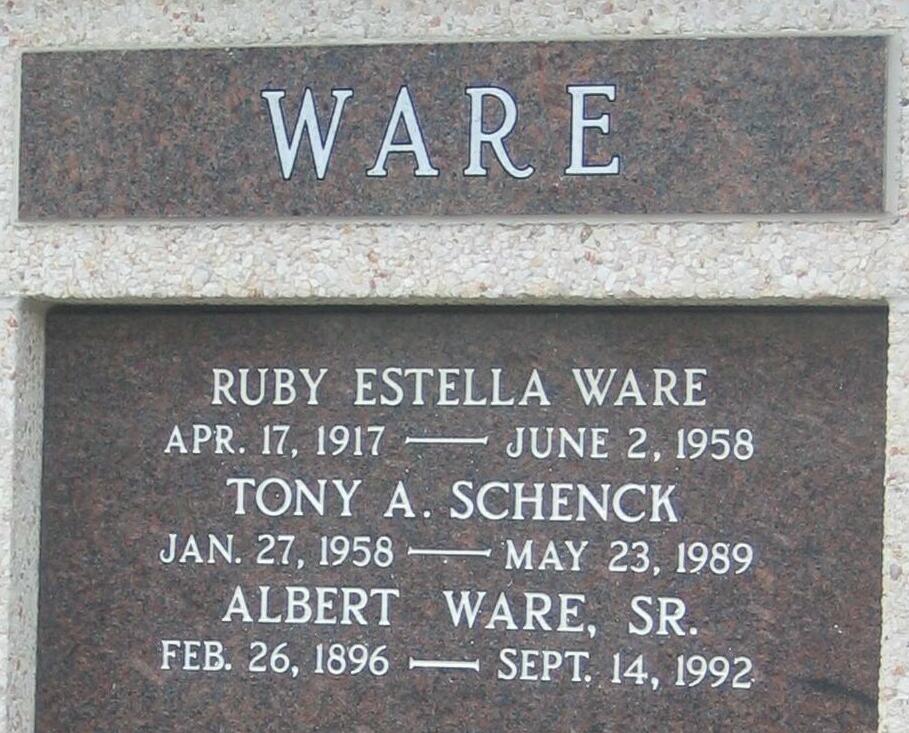 WARE
RUBY ESTELLA WARE
APR. 17, 1917 — JUNE 2, 1958
TONY A. SCHENCK
JAN. 27, 1958 — MAY 23, 1989
ALBERT WARE, SR.
FEB. 26, 1896 — SEPT. 14, 1992